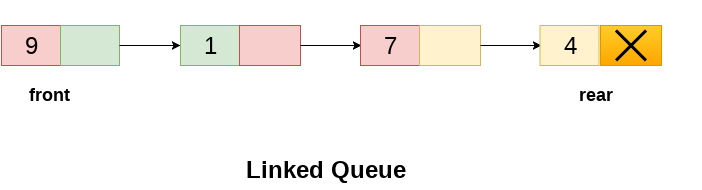 9 1 7 4
front rear
Linked Queue